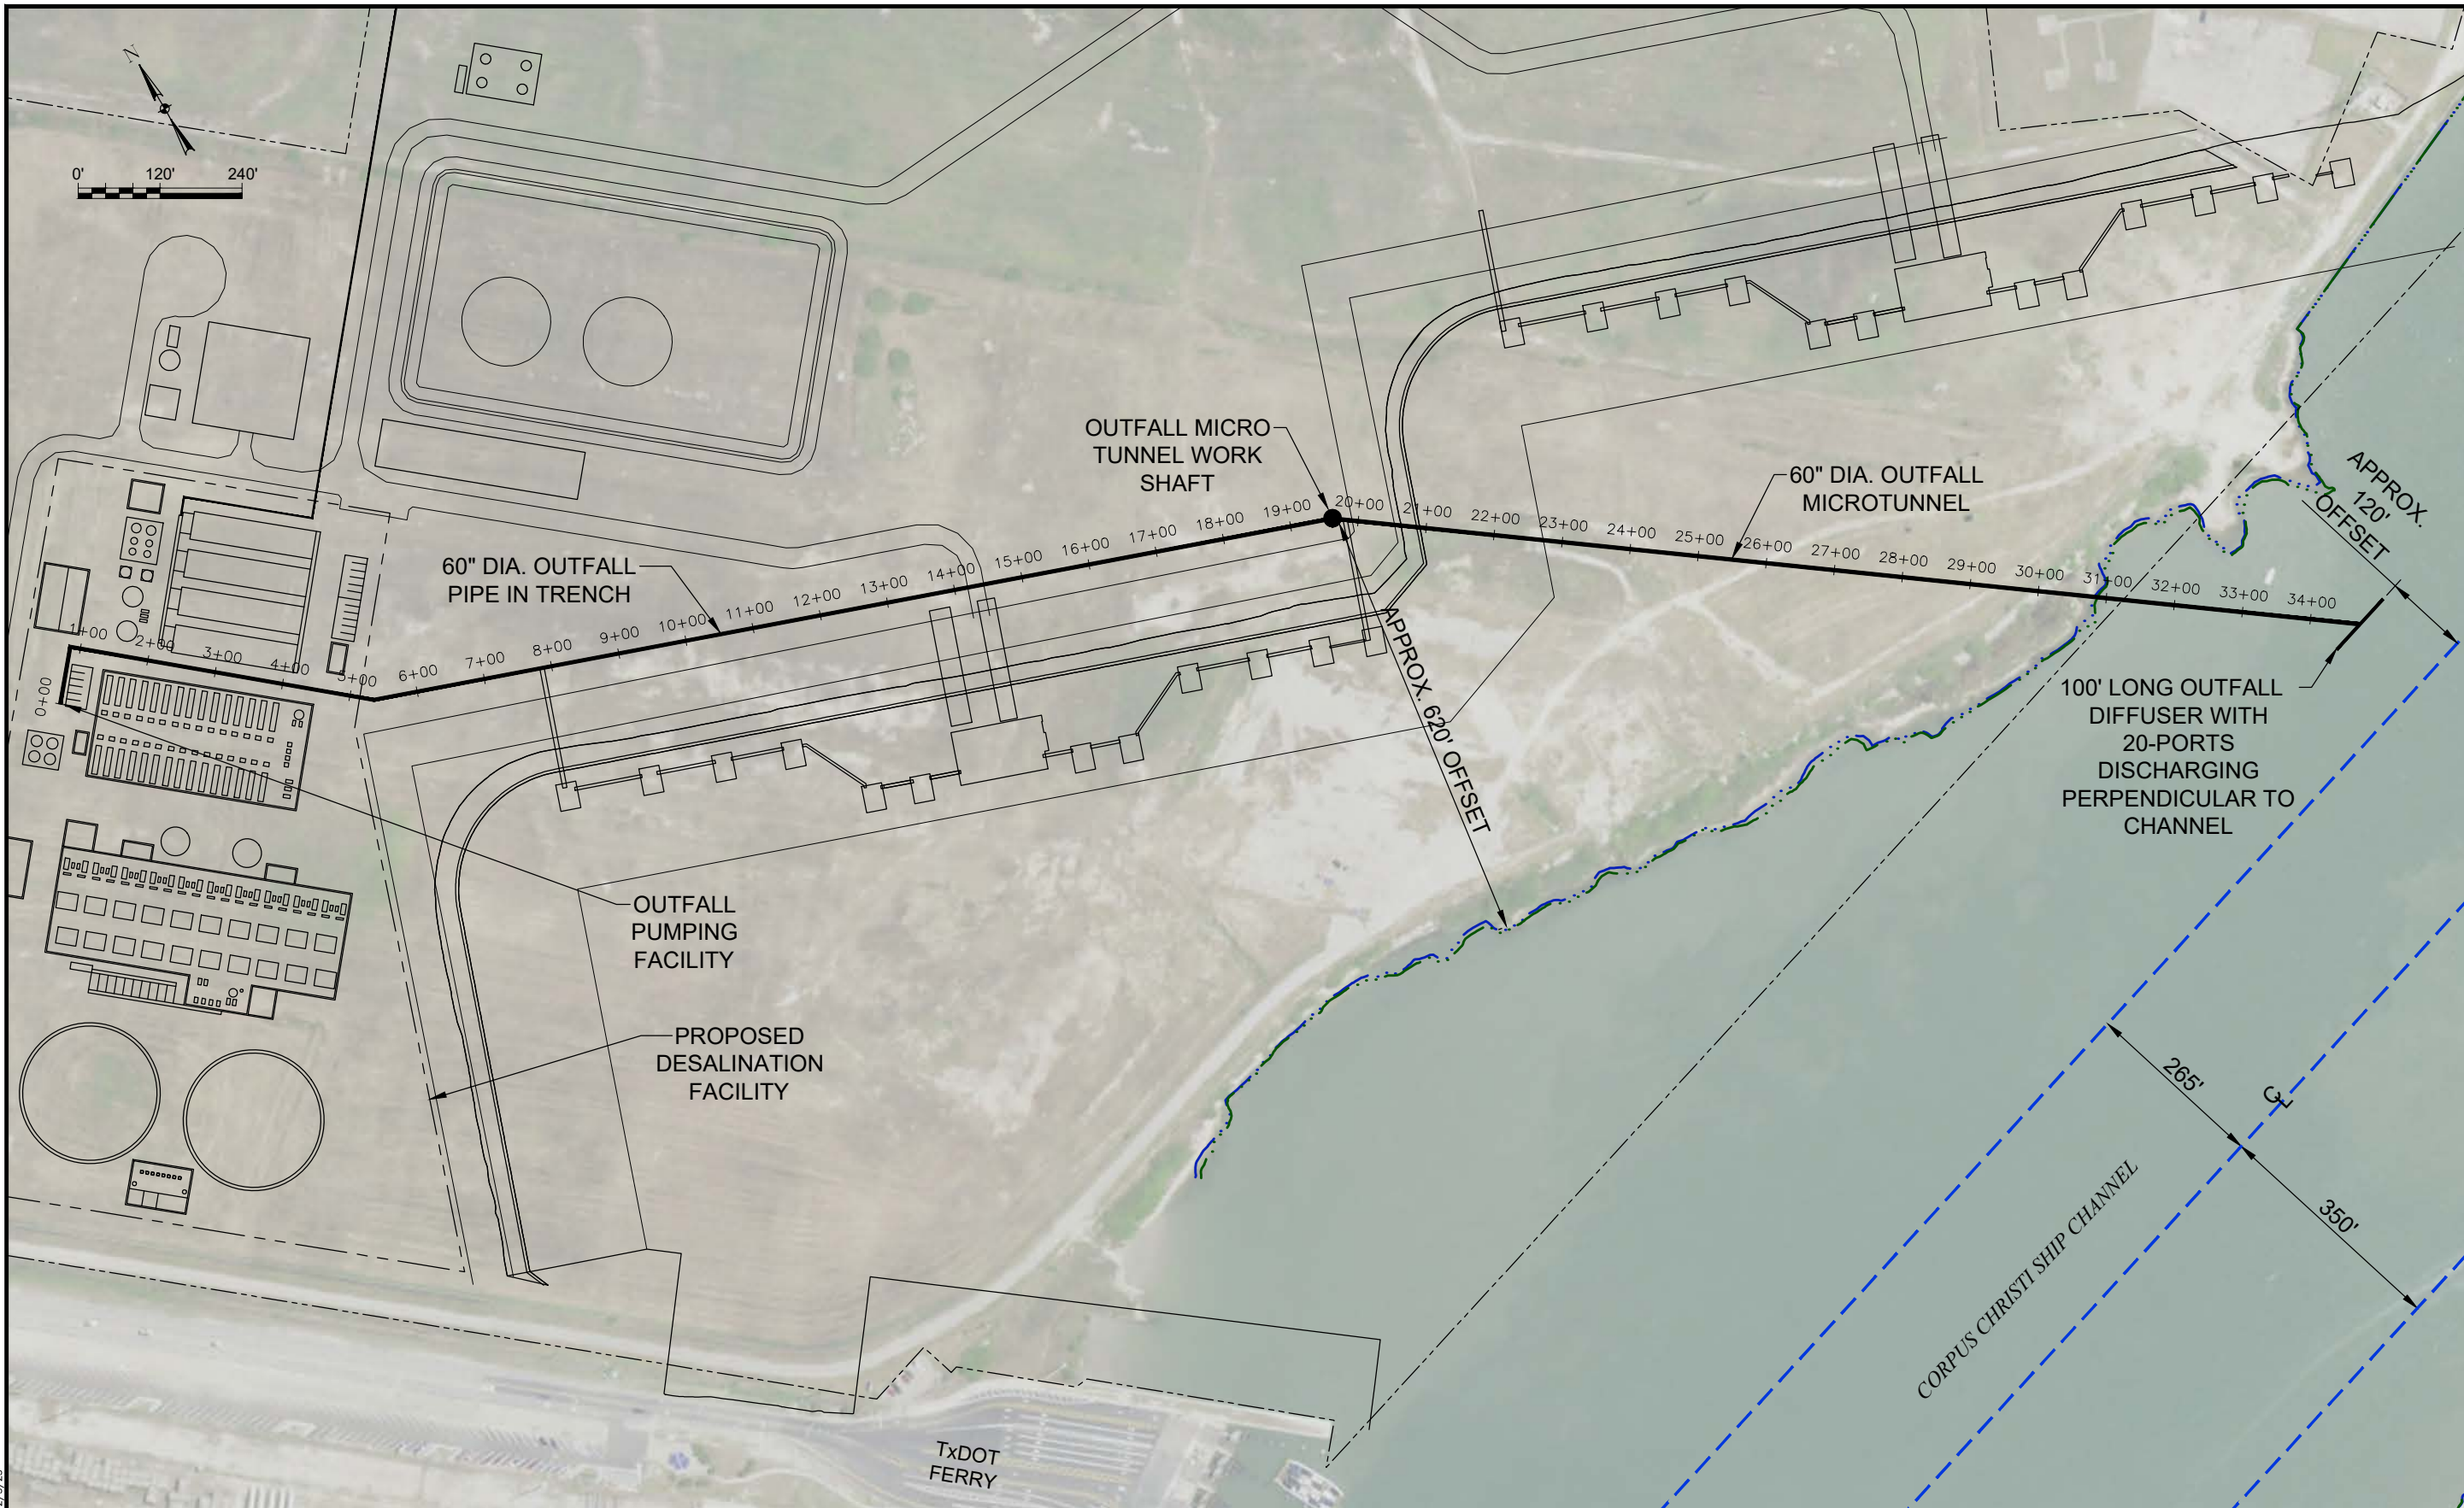 N
0' 120' 240'
OUTFALL MICRO
TUNNEL WORK
SHAFT
60" DIA. OUTFALL
MICROTUNNEL
APPROX.
120'
OFFSET
60" DIA. OUTFALL
PIPE IN TRENCH
0+00
1+00
2+00
3+00
4+00
5+00
6+00
7+00
8+00
9+00
10+00
11+00
12+00
13+00
14+00
15+00
16+00
17+00
18+00
19+00
20+00
21+00
22+00
23+00
24+00
25+00
26+00
27+00
28+00
29+00
30+00
31+00
32+00
33+00
34+00
APPROX. 620' OFFSET
100' LONG OUTFALL
DIFFUSER WITH
20-PORTS
DISCHARGING
PERPENDICULAR TO
CHANNEL
OUTFALL
PUMPING
FACILITY
PROPOSED
DESALINATION
FACILITY
265'
CL
350'
CORPUS CHRISTI SHIP CHANNEL
TxDOT
FERRY